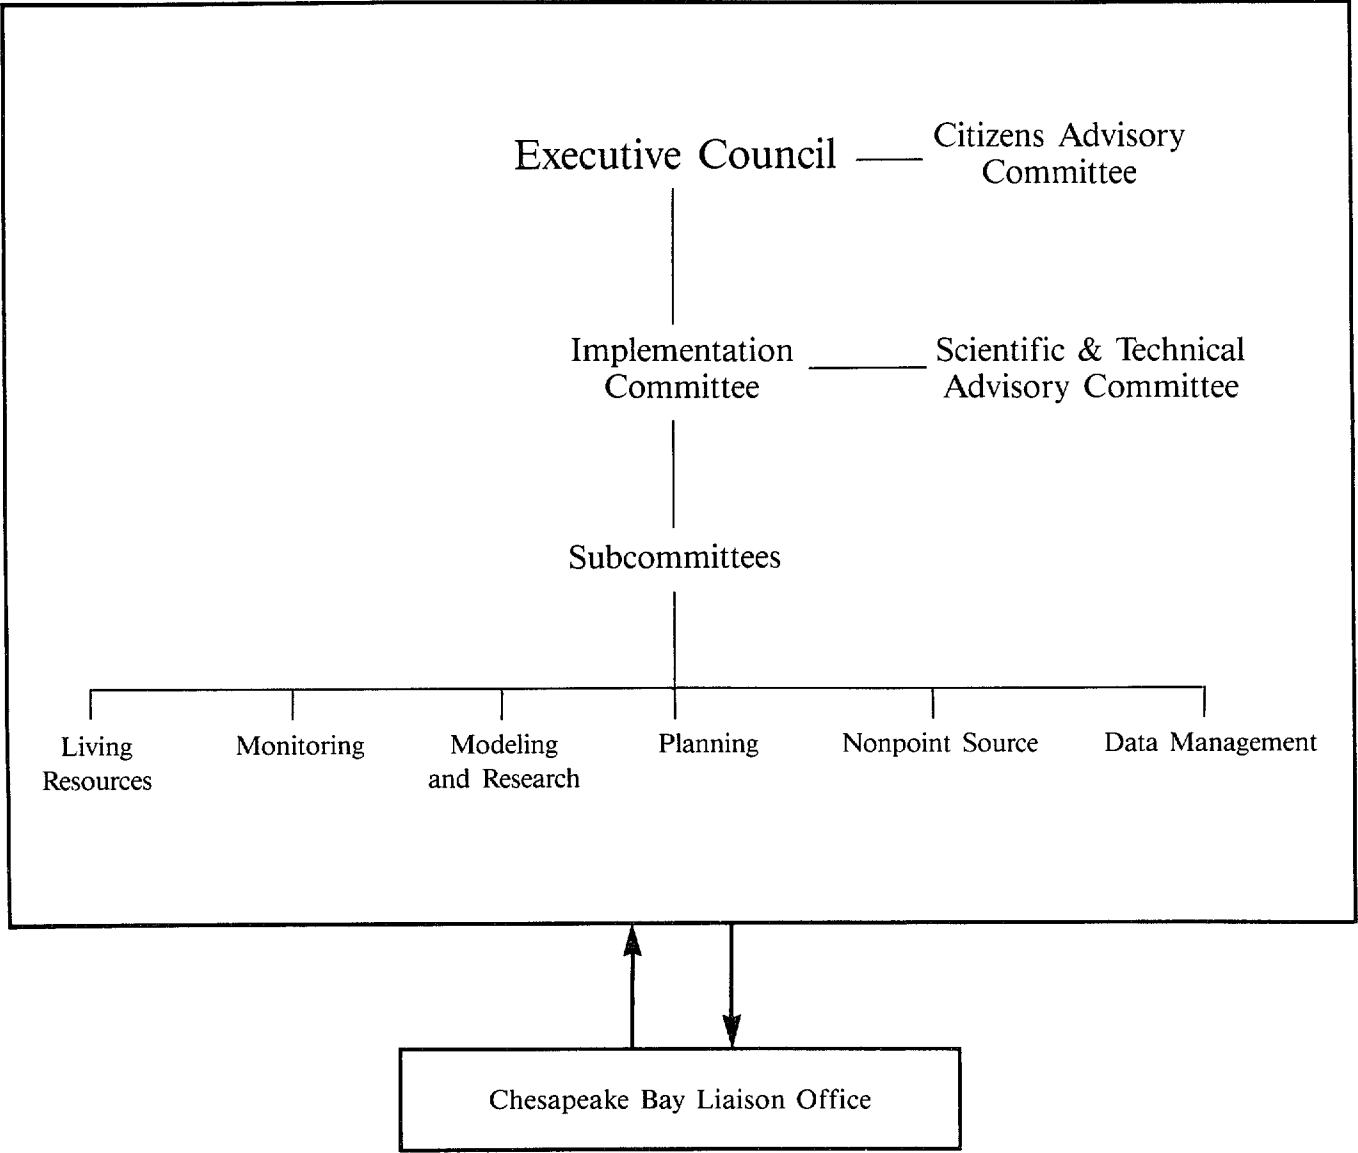 Executive Council
Citizens Advisory
Committee
Implementation
Committee
Scientific & Technical
Advisory Committee
Subcommittees
Living
Resources
Monitoring
Modeling
and Research
Planning
Nonpoint Source
Data Management
Chesapeake Bay Liaison Office